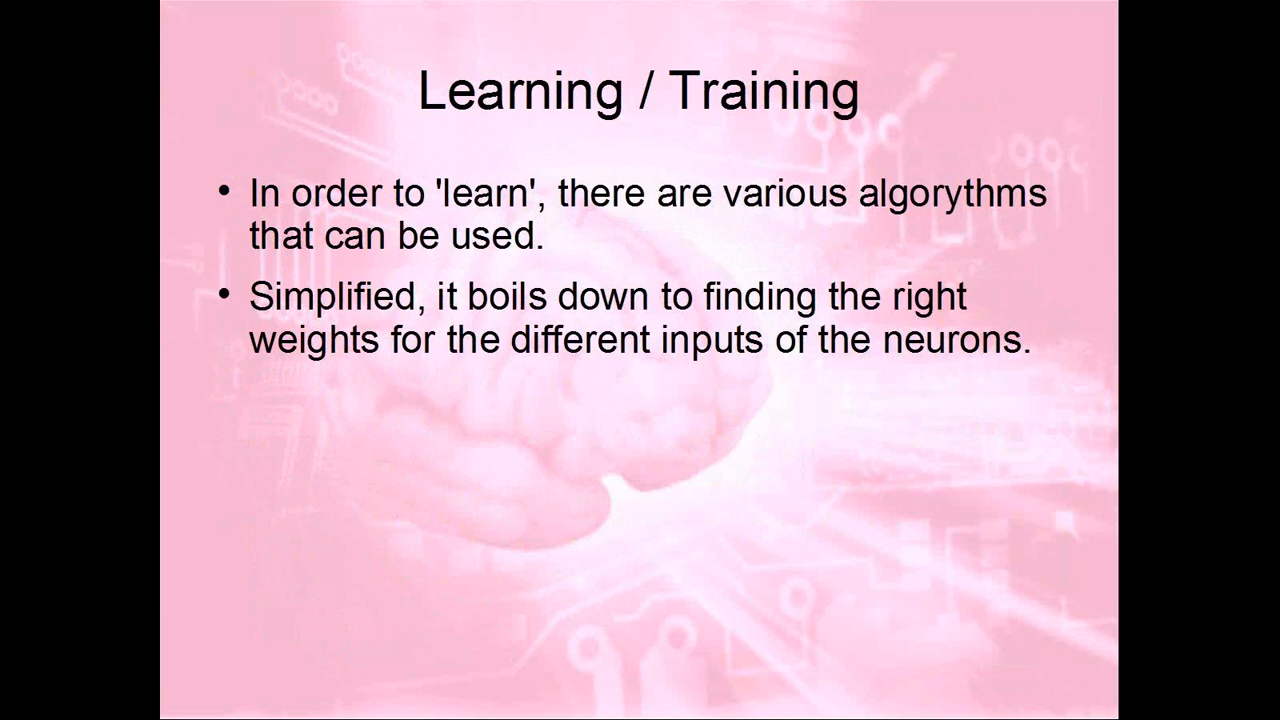 Learning / Training
• In order to 'learn', there are various algorythms
that can be used.
• Simplified, it boils down to finding the right
weights for the different inputs of the neurons.